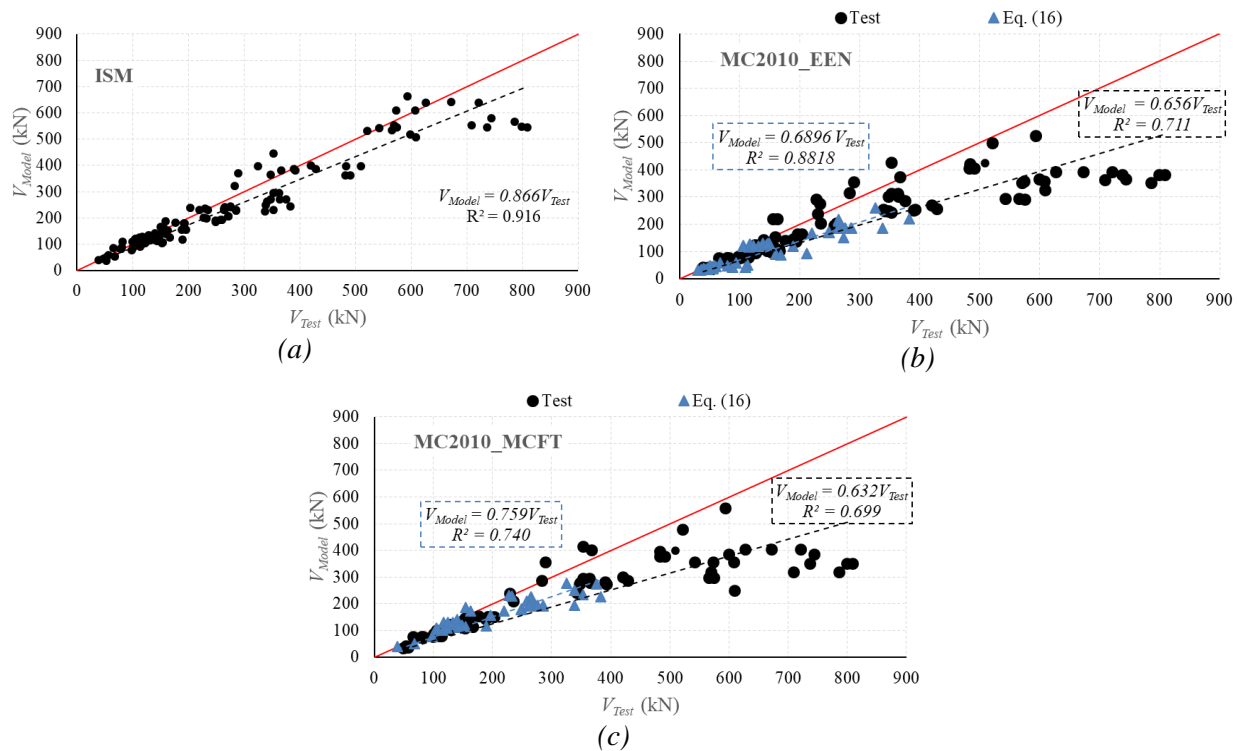 900
800
700
600
500
400
300
200
100
0
V_Model (kN)
ISM
V_Model = 0.866V_Test
R² = 0.916
0 100 200 300 400 500 600 700 800 900
V_Test (kN)
(a)
Test Eq. (16)
900
800
700
600
500
400
300
200
100
0
V_Model (kN)
MC2010_EEN
V_Model = 0.6896 V_Test
R² = 0.8818
V_Model = 0.656V_Test
R² = 0.711
0 100 200 300 400 500 600 700 800 900
V_Test (kN)
(b)
Test Eq. (16)
900
800
700
600
500
400
300
200
100
0
V_Model (kN)
MC2010_MCFT
V_Model = 0.759V_Test
R² = 0.740
V_Model = 0.632V_Test
R² = 0.699
0 100 200 300 400 500 600 700 800 900
V_Test (kN)
(c)